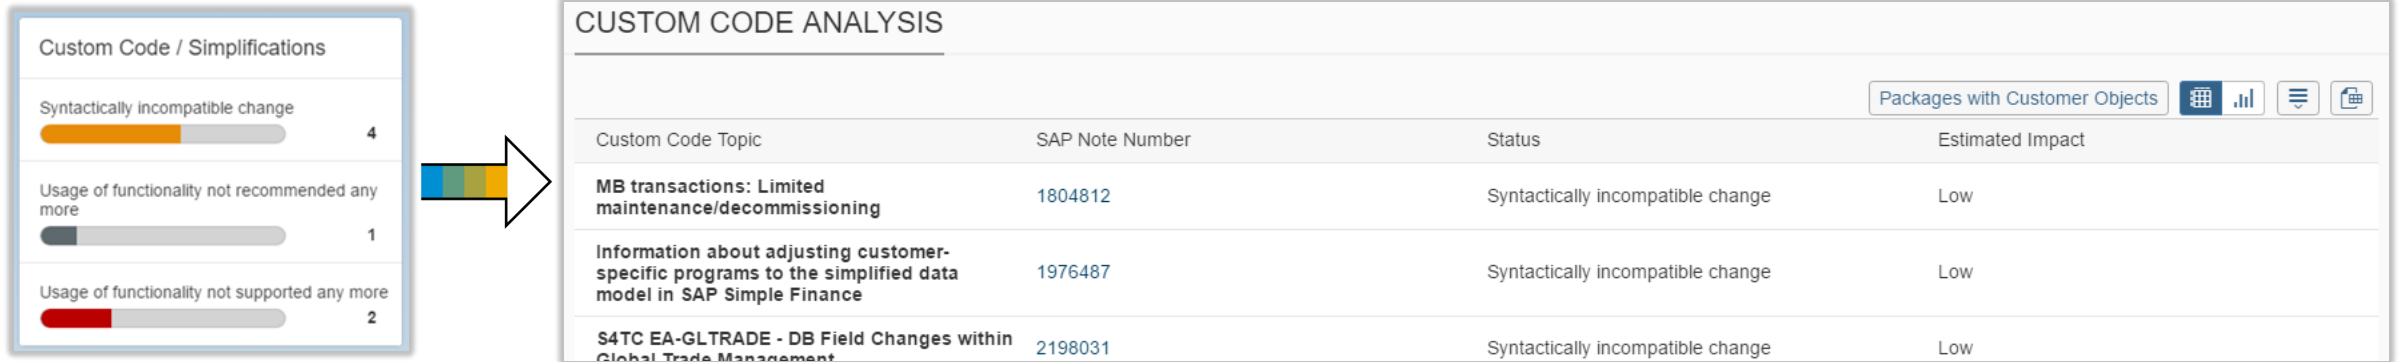 Custom Code / Simplifications
Syntactically incompatible change
4
Usage of functionality not recommended any
more
1
Usage of functionality not supported any more
2
CUSTOM CODE ANALYSIS
Packages with Customer Objects
Custom Code Topic SAP Note Number Status Estimated Impact
MB transactions: Limited
maintenance/decommissioning
1804812 Syntactically incompatible change Low
Information about adjusting customer-
specific programs to the simplified data
model in SAP Simple Finance
1976487 Syntactically incompatible change Low
S4TC EA-GLTRADE - DB Field Changes within
Global Trade Management
2198031 Syntactically incompatible change Low